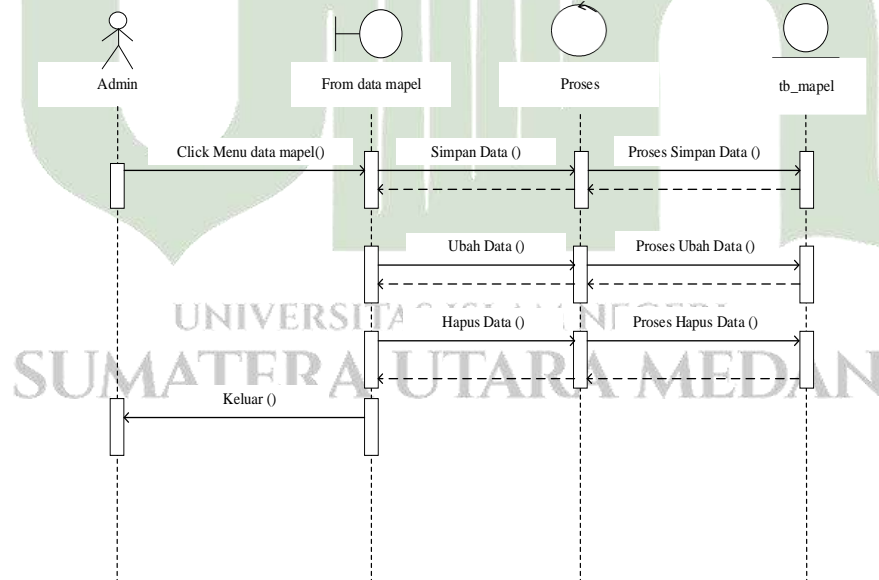 Admin
From data mapel
Proses
tb_mapel
Click Menu data mapel()
Simpan Data ()
Proses Simpan Data ()
Ubah Data ()
Proses Ubah Data ()
UNIVERSITAS ISLAM NEGERI
Hapus Data ()
Proses Hapus Data ()
SUMATERA UTARA MEDAN
Keluar ()